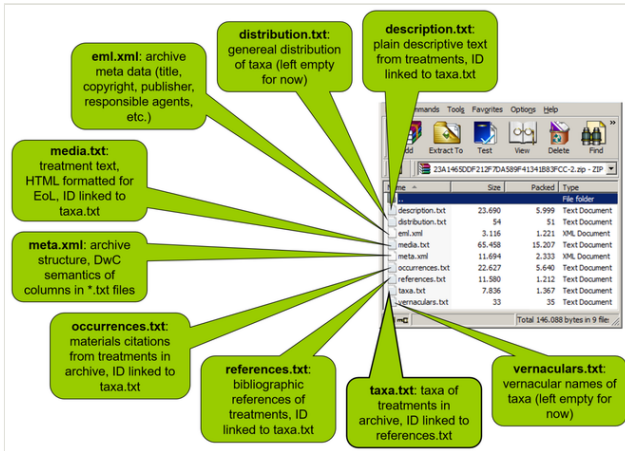 distribution.txt:
genereal distribution
of taxa (left empty
for now)
description.txt:
plain descriptive text
from treatments, ID
linked to taxa.txt
eml.xml: archive
meta data (title,
copyright, publisher,
responsible agents,
etc.)
media.txt:
treatment text,
HTML formatted for
EoL, ID linked to
taxa.txt
meta.xml: archive
structure, DwC
semantics of
columns in *.txt files
occurrences.txt:
materials citations
from treatments in
archive, ID linked to
taxa.txt
references.txt:
bibliographic
references of
treatments, ID
linked to taxa.txt
taxa.txt: taxa of
treatments in
archive, ID linked to
references.txt
vernaculars.txt:
vernacular names of
taxa (left empty for
now)
Tools Favorites Options Help
Extract To Test View Delete Find
23A1465DDF212F7DA589F41341B83FCC-2.zip - ZIP
Name Size Packed Type
.. File folder
description.txt 23.690 5.999 Text Document
distribution.txt 54 51 Text Document
eml.xml 3.116 1.221 XML Document
media.txt 65.458 15.207 Text Document
meta.xml 11.694 2.333 XML Document
occurrences.txt 22.627 5.640 Text Document
references.txt 11.580 1.212 Text Document
taxa.txt 7.836 1.367 Text Document
vernaculars.txt 33 35 Text Document
Total 146.088 bytes in 9 files